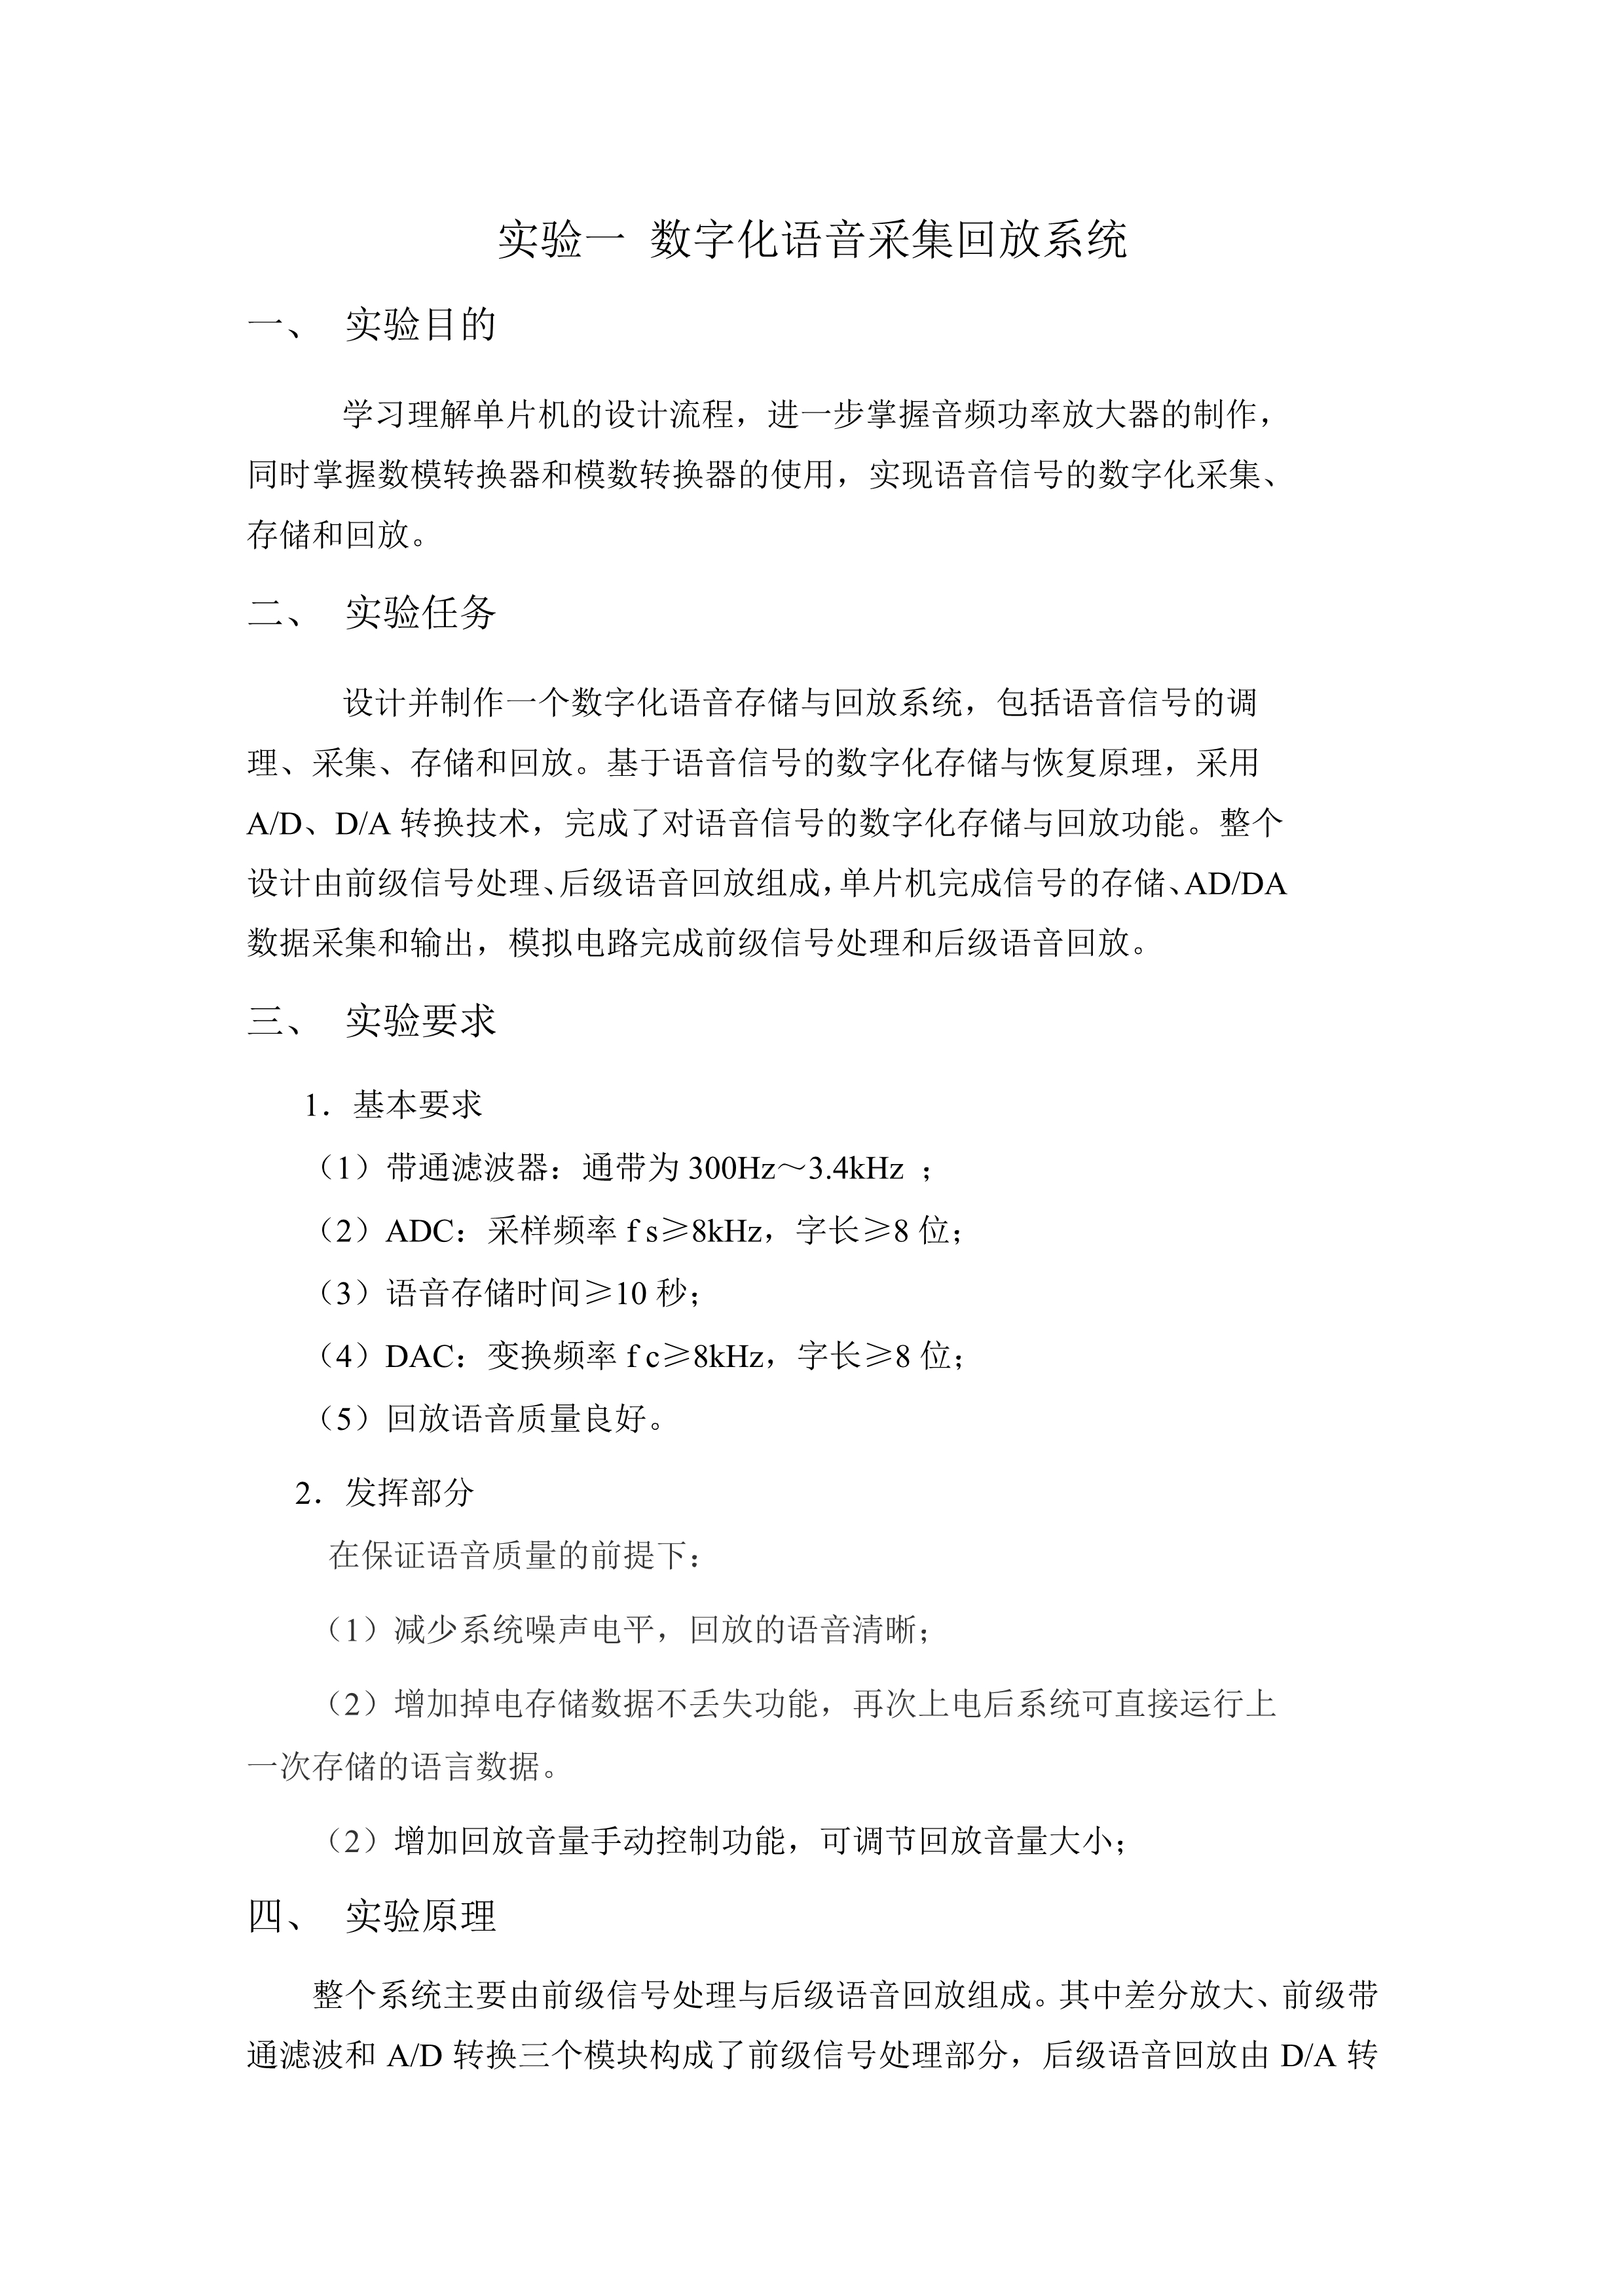 实验一 数字化语音采集回放系统
一、 实验目的
学习理解单片机的设计流程，进一步掌握音频功率放大器的制作，
同时掌握数模转换器和模数转换器的使用，实现语音信号的数字化采集、
存储和回放。
二、 实验任务
设计并制作一个数字化语音存储与回放系统，包括语音信号的调
理、采集、存储和回放。基于语音信号的数字化存储与恢复原理，采用
A/D、D/A 转换技术，完成了对语音信号的数字化存储与回放功能。整个
设计由前级信号处理、后级语音回放组成，单片机完成信号的存储、AD/DA
数据采集和输出，模拟电路完成前级信号处理和后级语音回放。
三、 实验要求
1．基本要求
（1）带通滤波器：通带为 300Hz～3.4kHz ；
（2）ADC：采样频率 f s≥8kHz，字长≥8 位；
（3）语音存储时间≥10 秒；
（4）DAC：变换频率 f c≥8kHz，字长≥8 位；
（5）回放语音质量良好。
2．发挥部分
在保证语音质量的前提下：
（1）减少系统噪声电平，回放的语音清晰；
（2）增加掉电存储数据不丢失功能，再次上电后系统可直接运行上
一次存储的语言数据。
（2）增加回放音量手动控制功能，可调节回放音量大小；
四、 实验原理
整个系统主要由前级信号处理与后级语音回放组成。其中差分放大、前级带
通滤波和 A/D 转换三个模块构成了前级信号处理部分，后级语音回放由 D/A 转